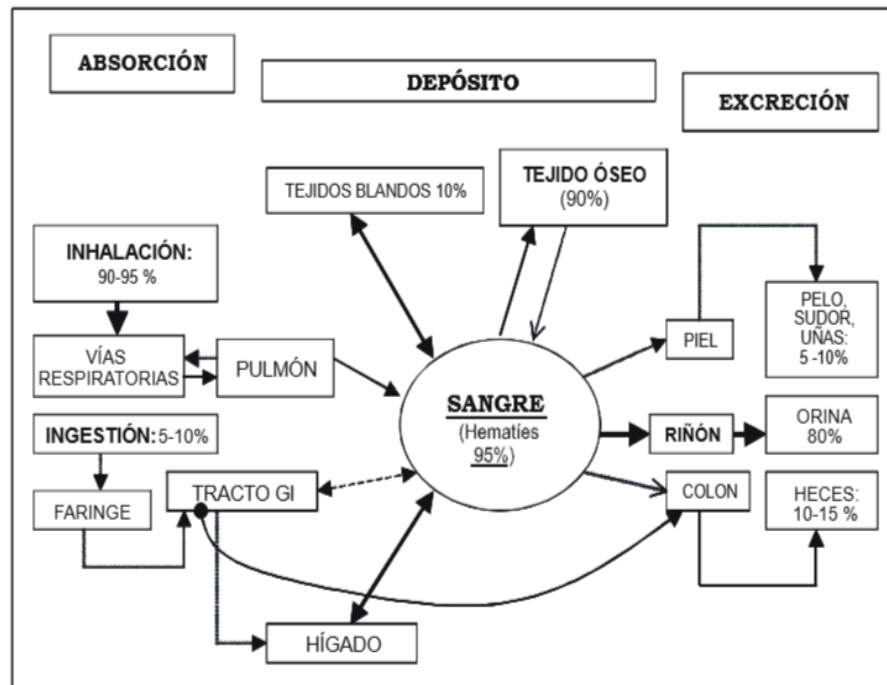 ABSORCIÓN
DEPÓSITO
EXCRECIÓN
TEJIDOS BLANDOS 10%
TEJIDO ÓSEO
(90%)
INHALACIÓN:
90-95 %
VÍAS
RESPIRATORIAS
PULMÓN
INGESTIÓN: 5-10%
FARINGE
TRACTO GI
HÍGADO
SANGRE
(Hematíes
95%)
PIEL
PELO,
SUDOR,
UÑAS:
5 -10%
RIÑÓN
ORINA
80%
COLON
HECES:
10-15 %